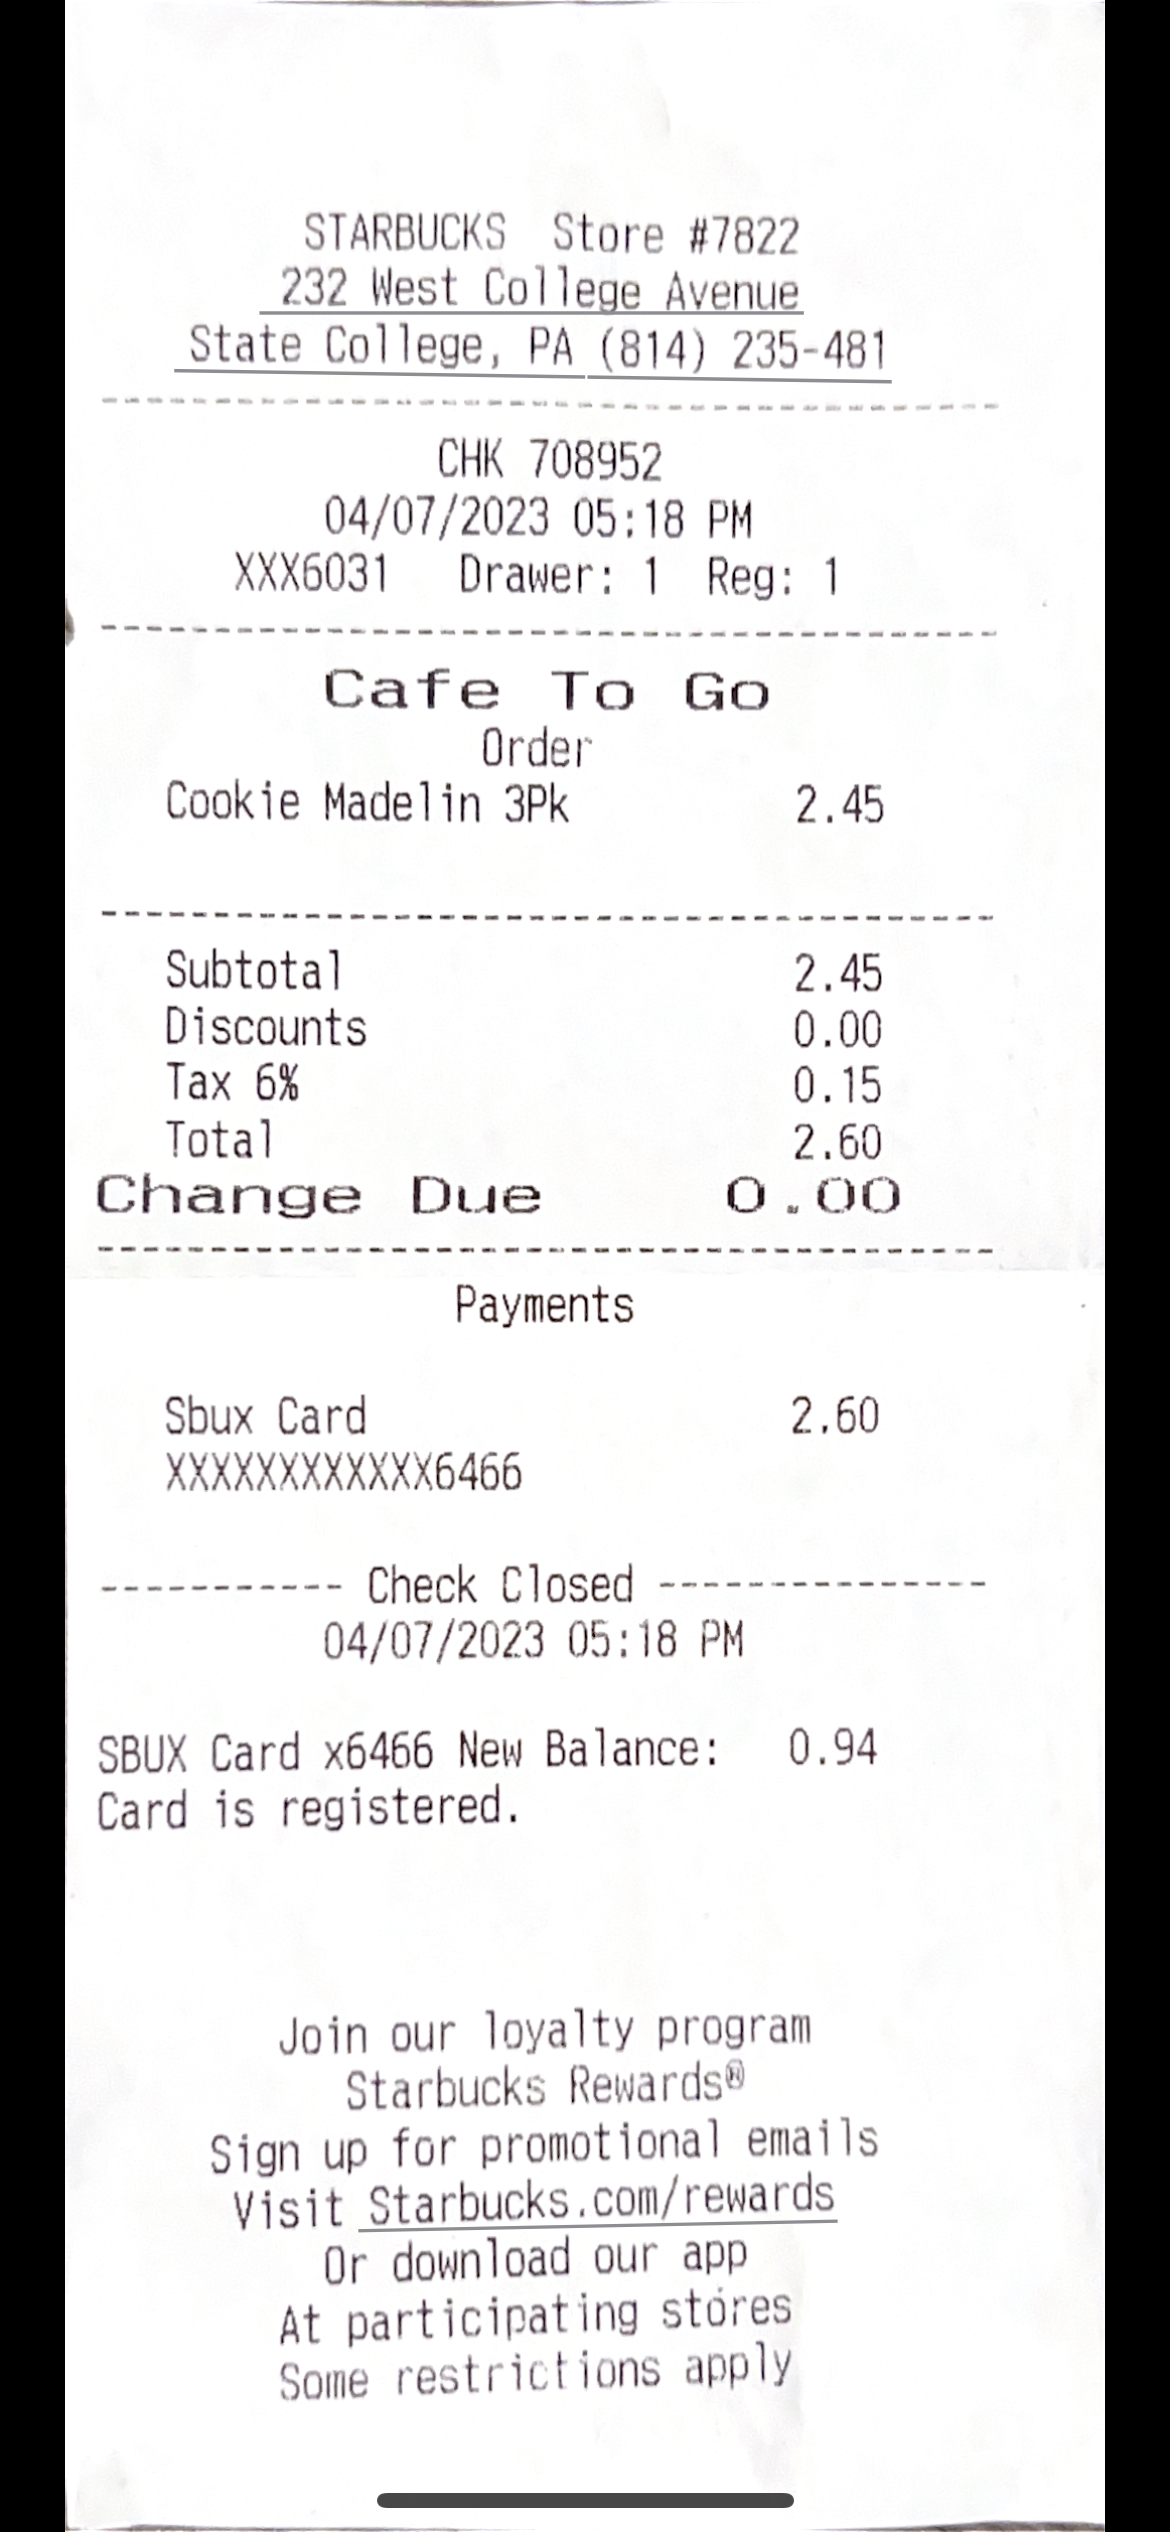 STARBUCKS Store #7822
232 West College Avenue
State College, PA (814) 235-481
----------------------------------------
CHK 708952
04/07/2023 05:18 PM
XXX6031 Drawer: 1 Reg: 1
----------------------------------------
Cafe To Go
Order
Cookie Madelin 3Pk 2.45
----------------------------------------
Subtotal 2.45
Discounts 0.00
Tax 6% 0.15
Total 2.60
Change Due 0.00
----------------------------------------
Payments
Sbux Card 2.60
XXXXXXXXXXXX6466
----------- Check Closed ---------------
04/07/2023 05:18 PM
SBUX Card x6466 New Balance: 0.94
Card is registered.
Join our loyalty program
Starbucks Rewards®
Sign up for promotional emails
Visit Starbucks.com/rewards
Or download our app
At participating stores
Some restrictions apply